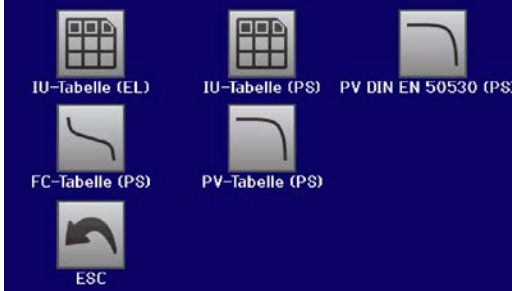 IU-Tabelle (EL) IU-Tabelle (PS) PV DIN EN 50530 (PS)
FC-Tabelle (PS) PV-Tabelle (PS)
ESC